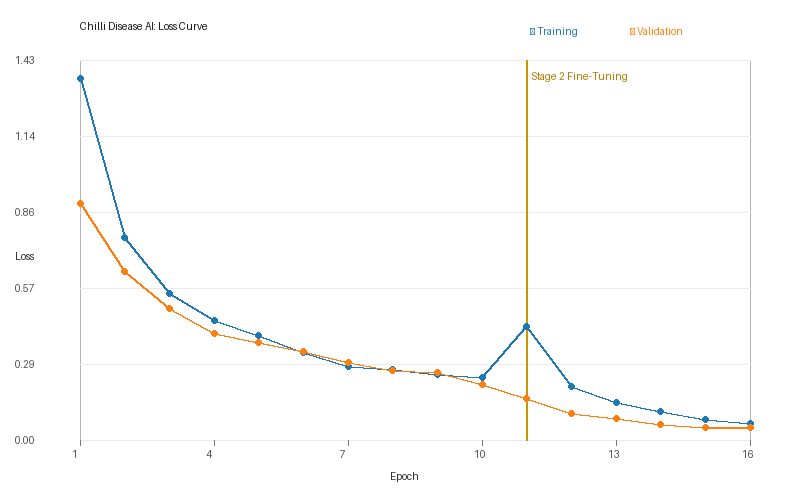 Chilli Disease AI: Loss Curve
Training
Validation
Stage 2 Fine-Tuning
1.43
1.14
0.86
Loss
0.57
0.29
0.00
1 4 7 10 13 16
Epoch